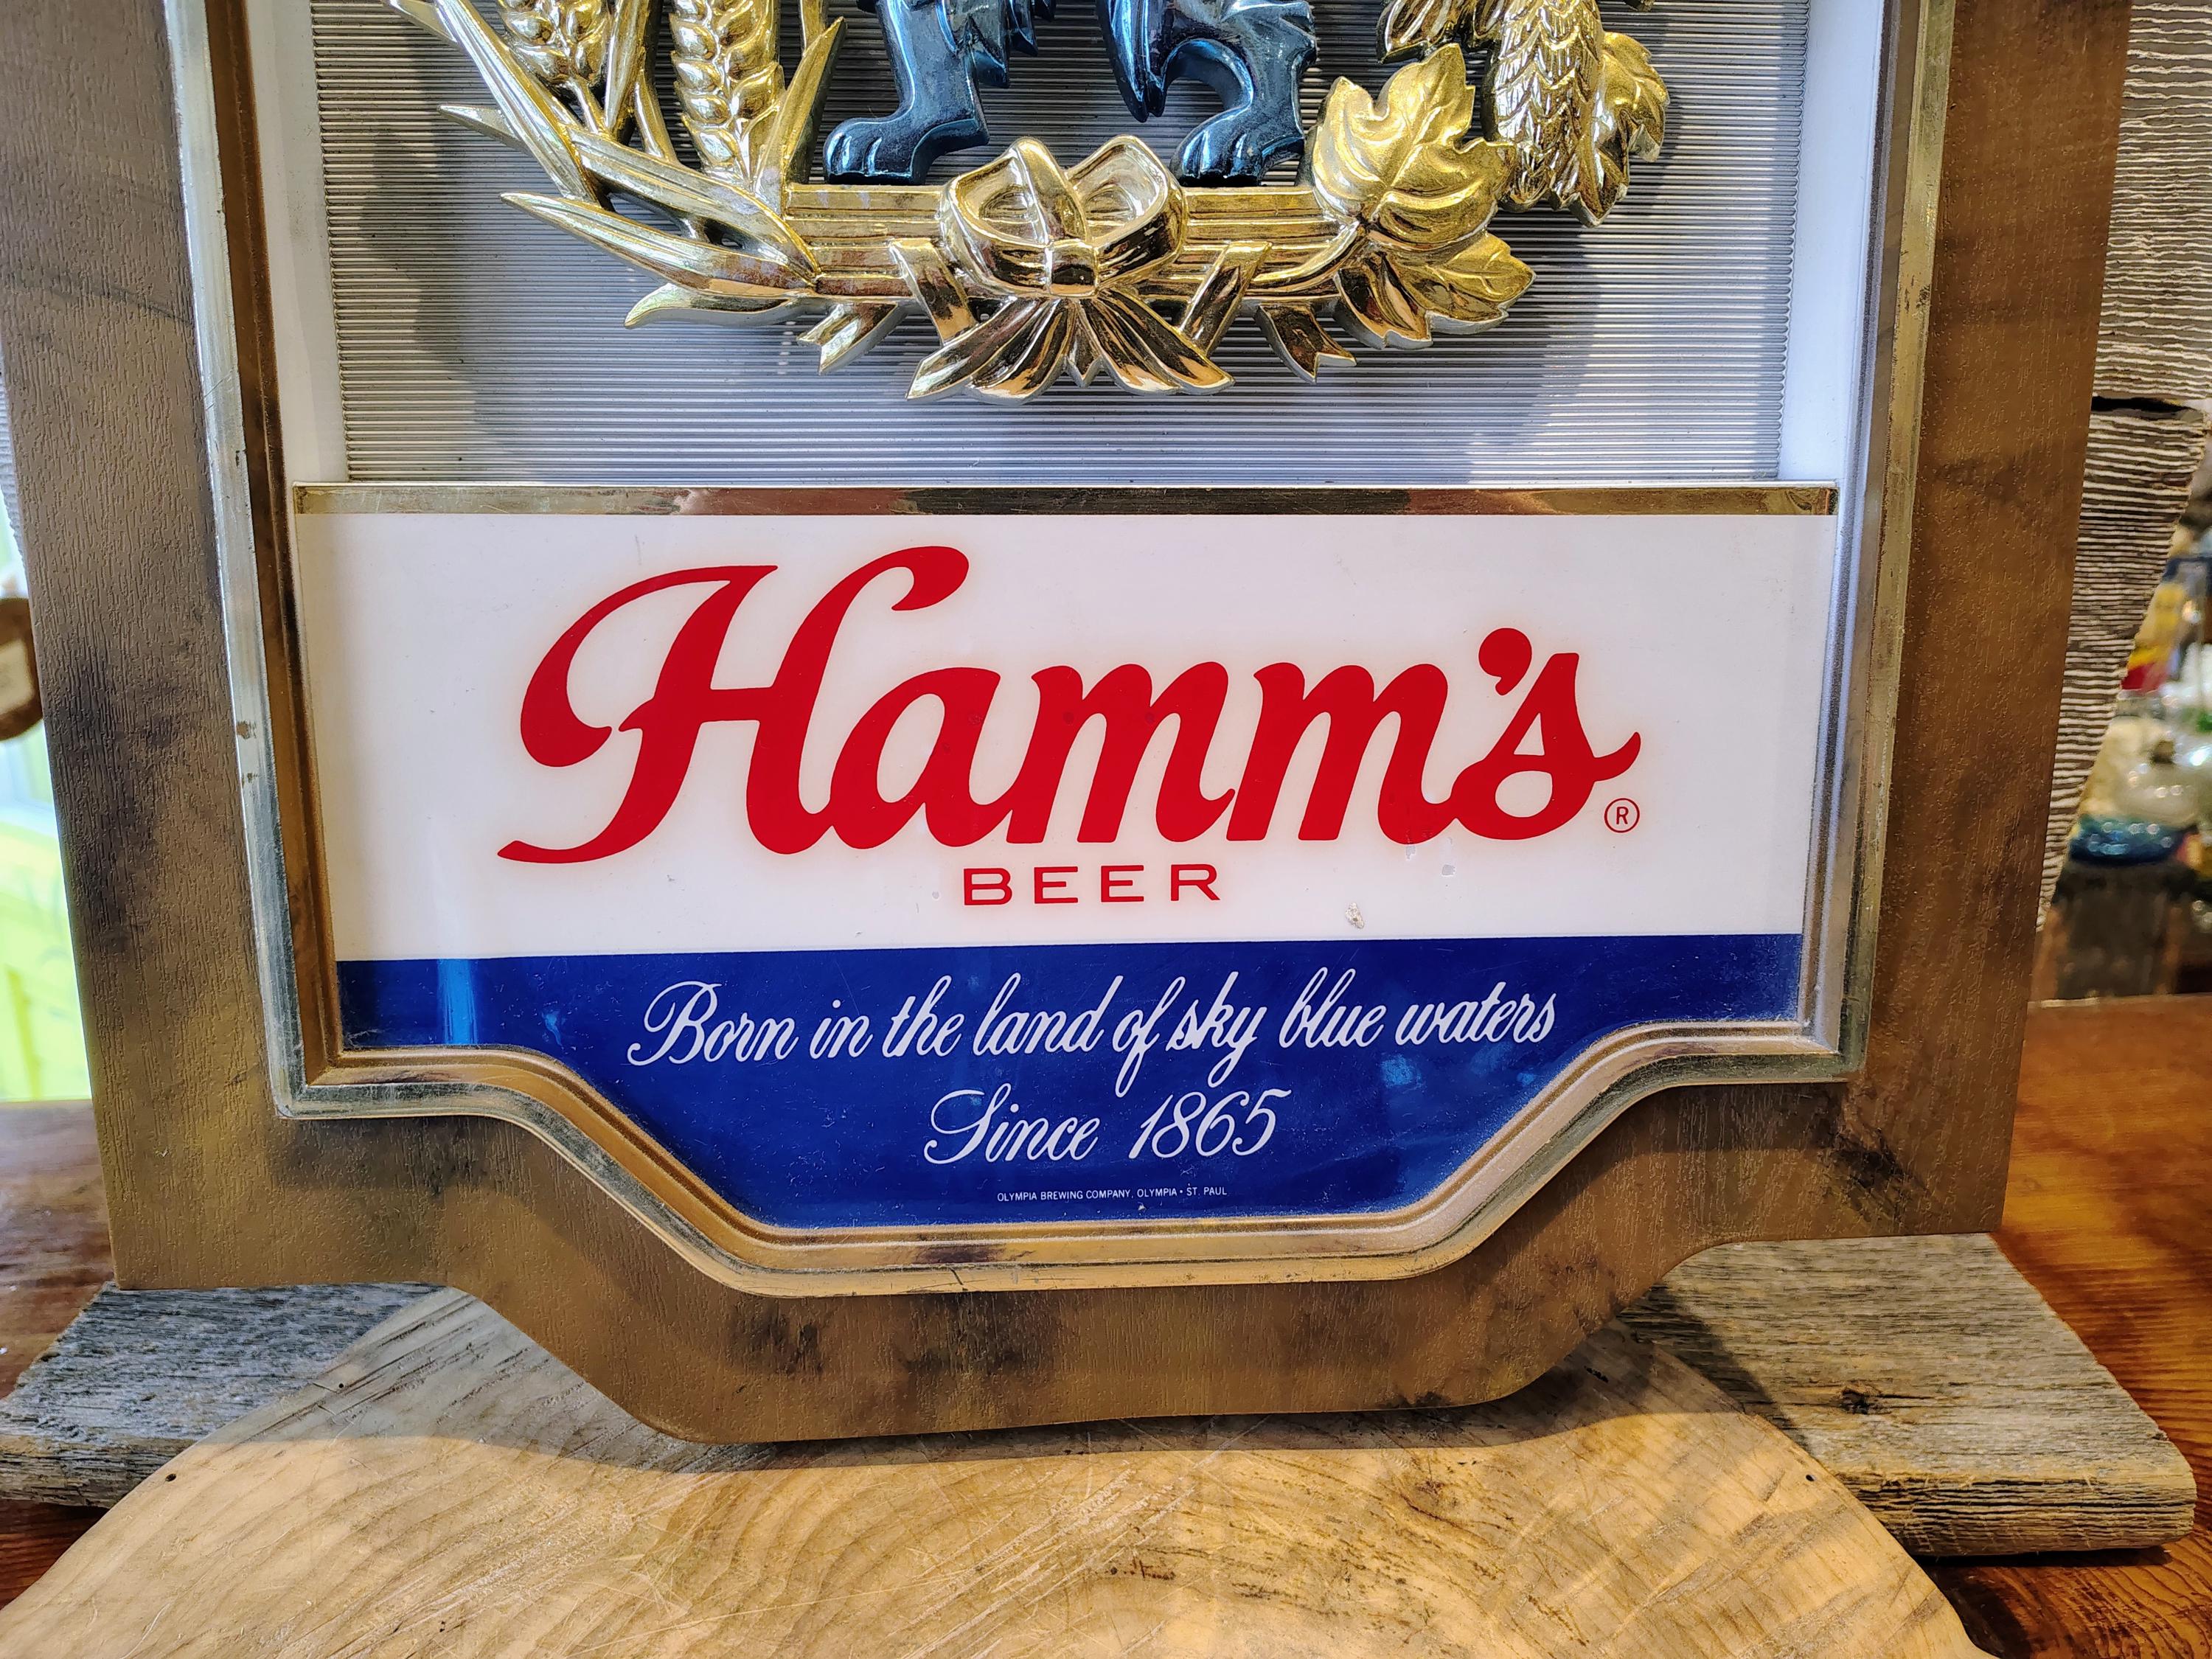 Hamm's ®
BEER
Born in the land of sky blue waters
Since 1865
OLYMPIA BREWING COMPANY, OLYMPIA • ST. PAUL